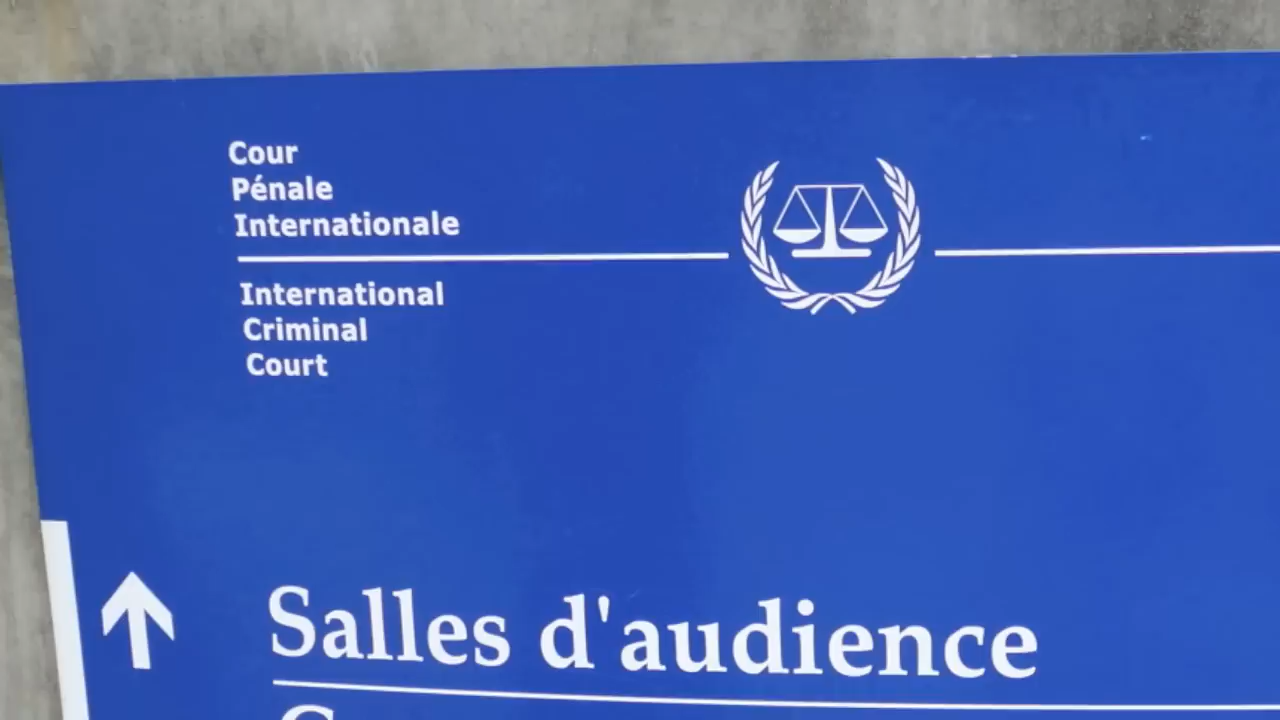 Cour
Pénale
Internationale
International
Criminal
Court
Salles d'audience